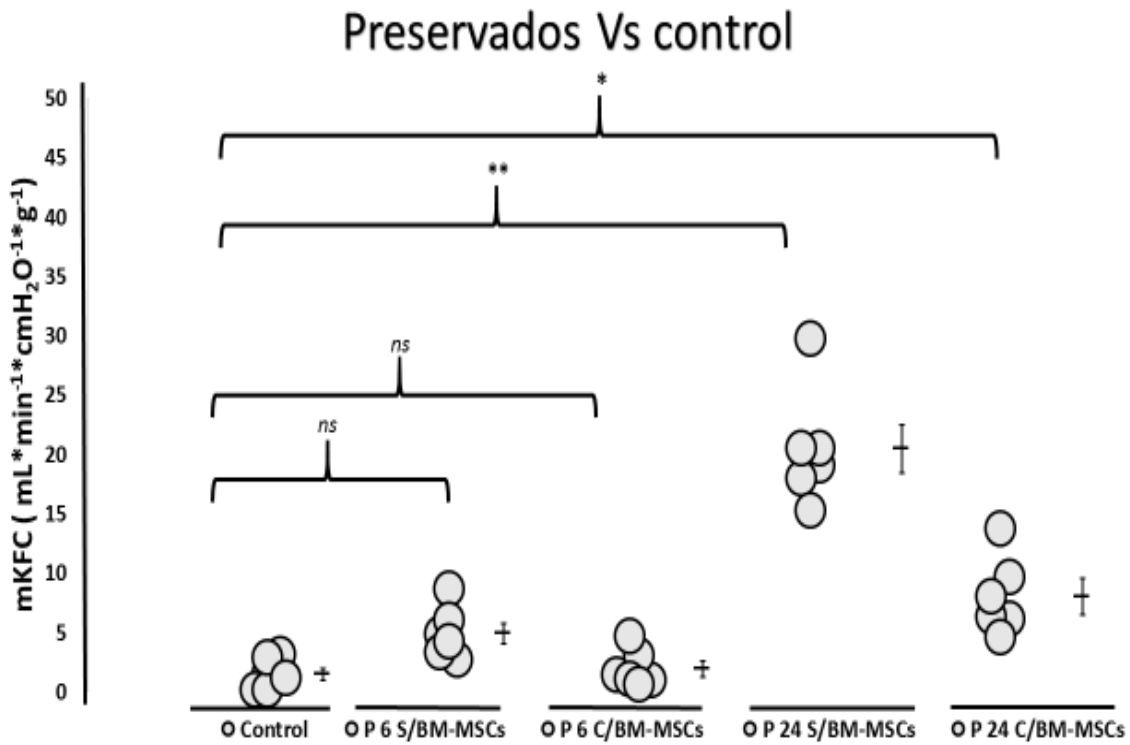 Preservados Vs control
mKFC ( mL*min⁻¹*cmH₂O⁻¹*g⁻¹)
50
45
40
35
30
25
20
15
10
5
0
*
**
ns
ns
Control
P 6 S/BM-MSCs
P 6 C/BM-MSCs
P 24 S/BM-MSCs
P 24 C/BM-MSCs